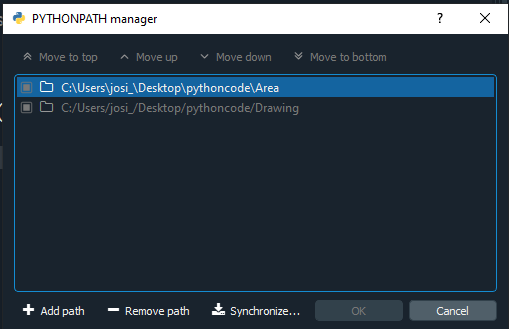 PYTHONPATH manager ? ×
Move to top Move up Move down Move to bottom
C:\Users\josi_\Desktop\pythoncode\Area
C:/Users/josi_/Desktop/pythoncode/Drawing
Add path Remove path Synchronize... OK Cancel